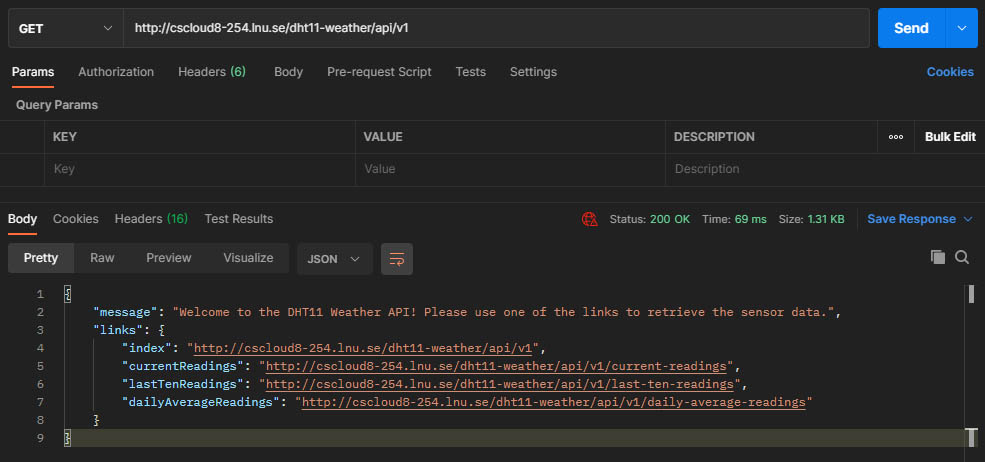 GET http://cscloud8-254.lnu.se/dht11-weather/api/v1 Send
Params Authorization Headers (6) Body Pre-request Script Tests Settings Cookies
Query Params
KEY VALUE DESCRIPTION ooo Bulk Edit
Key Value Description
Body Cookies Headers (16) Test Results Status: 200 OK Time: 69 ms Size: 1.31 KB Save Response
Pretty Raw Preview Visualize JSON
1 {
2 "message": "Welcome to the DHT11 Weather API! Please use one of the links to retrieve the sensor data.",
3 "links": {
4 "index": "http://cscloud8-254.lnu.se/dht11-weather/api/v1",
5 "currentReadings": "http://cscloud8-254.lnu.se/dht11-weather/api/v1/current-readings",
6 "lastTenReadings": "http://cscloud8-254.lnu.se/dht11-weather/api/v1/last-ten-readings",
7 "dailyAverageReadings": "http://cscloud8-254.lnu.se/dht11-weather/api/v1/daily-average-readings"
8 }
9 }